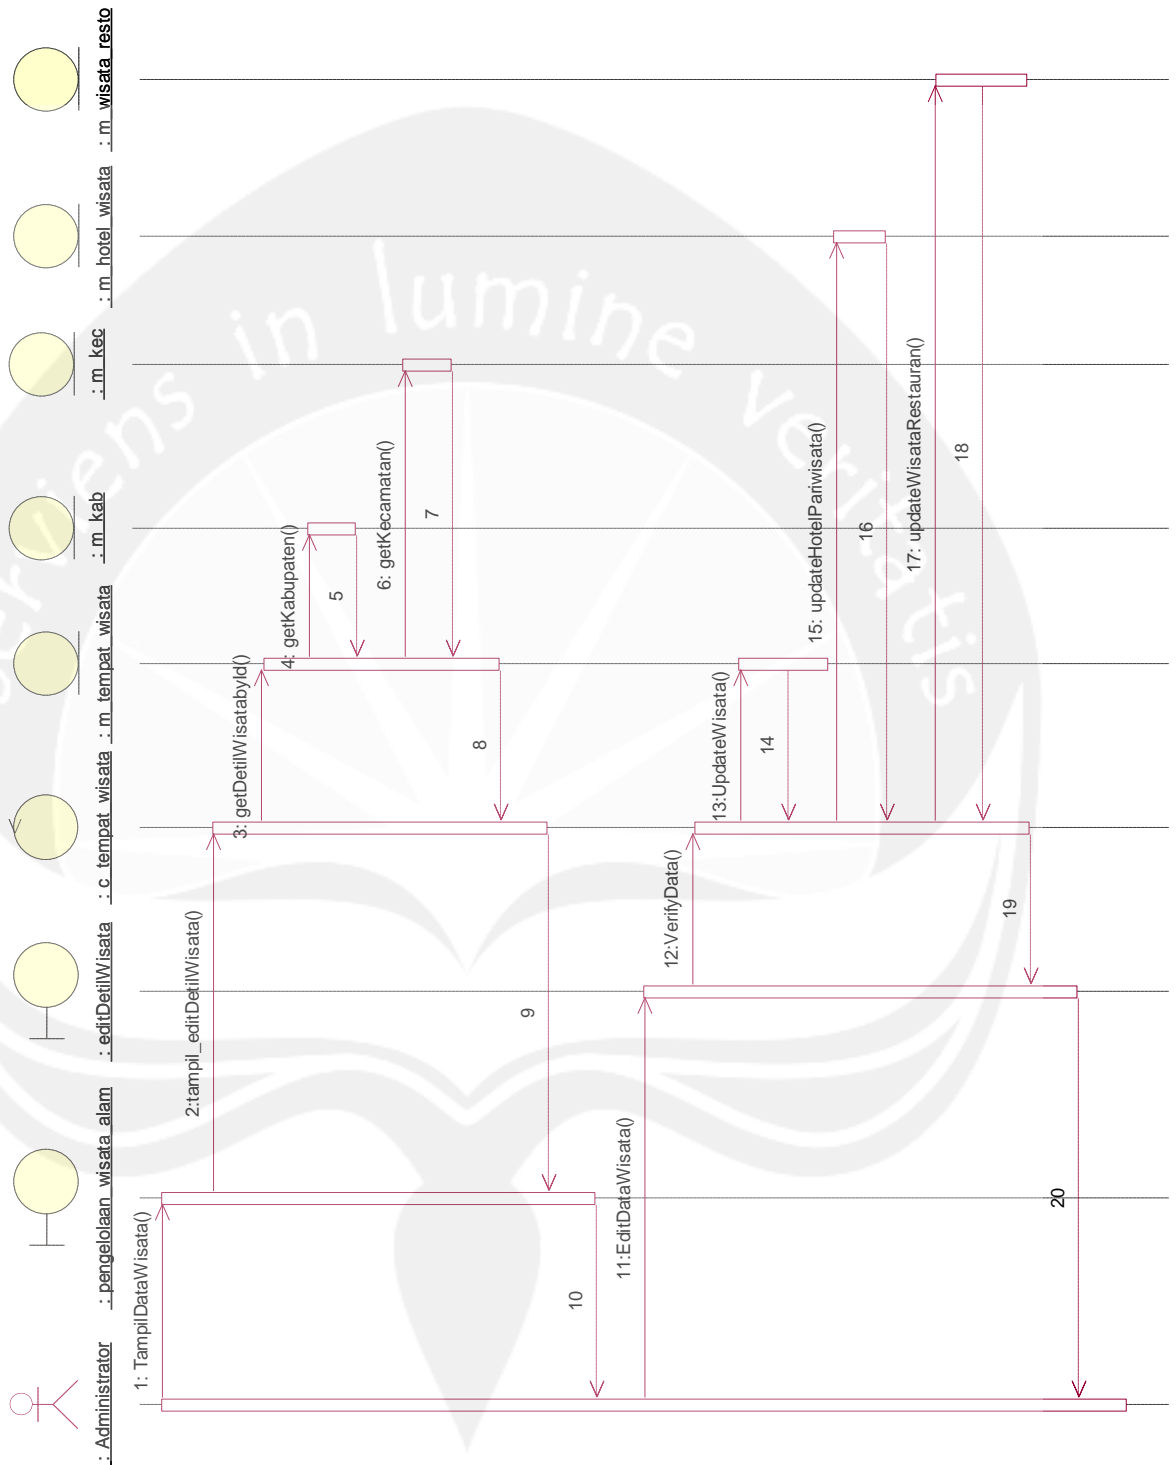 : Administrator
: pengelolaan_wisata_alam
: editDetilWisata
: c_tempat_wisata
: m_tempat_wisata
: m_kab
: m_kec
: m_hotel_wisata
: m_wisata_resto
1: TampilDataWisata()
2:tampil_editDetilWisata()
3: getDetilWisatabyId()
4: getKabupaten()
5
6: getKecamatan()
7
8
9
10
11:EditDataWisata()
12:VerifyData()
13:UpdateWisata()
14
15: updateHotelPariwisata()
16
17: updateWisataRestauran()
18
19
20
serviens in lumine veritatis